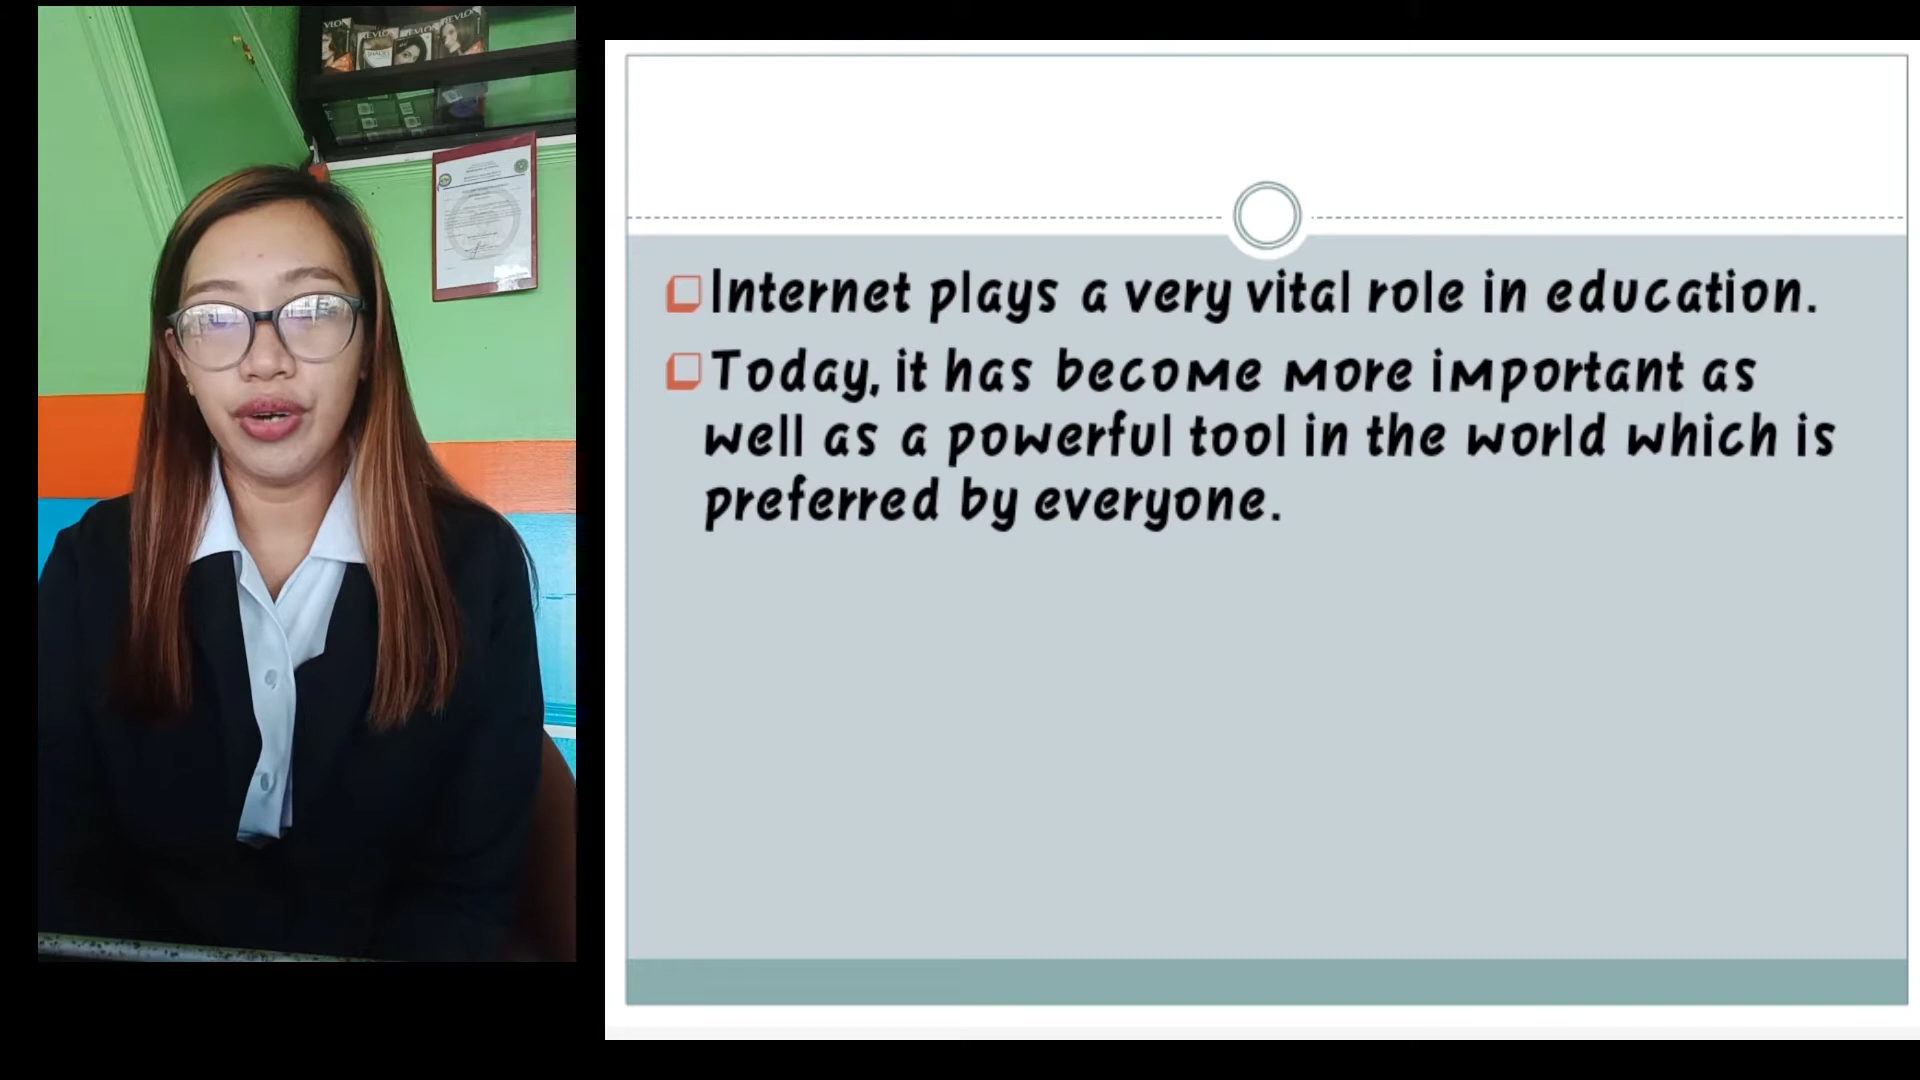 REVLON
Internet plays a very vital role in education.
Today, it has become more important as
well as a powerful tool in the world which is
preferred by everyone.